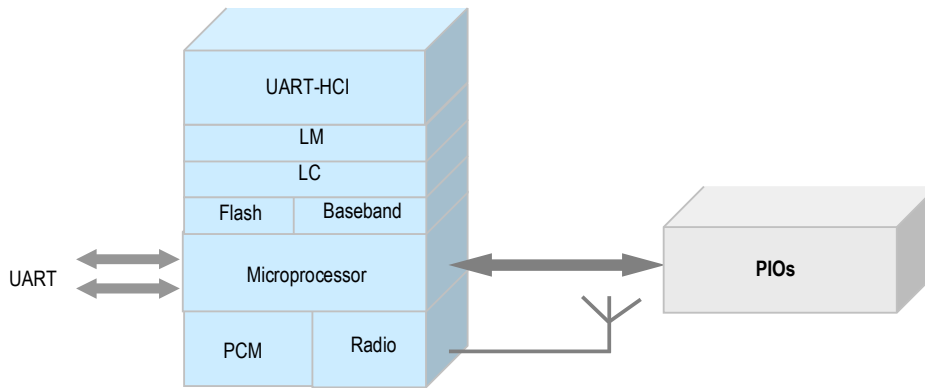 UART-HCI
LM
LC
Flash
Baseband
UART
Microprocessor
PIOs
PCM
Radio